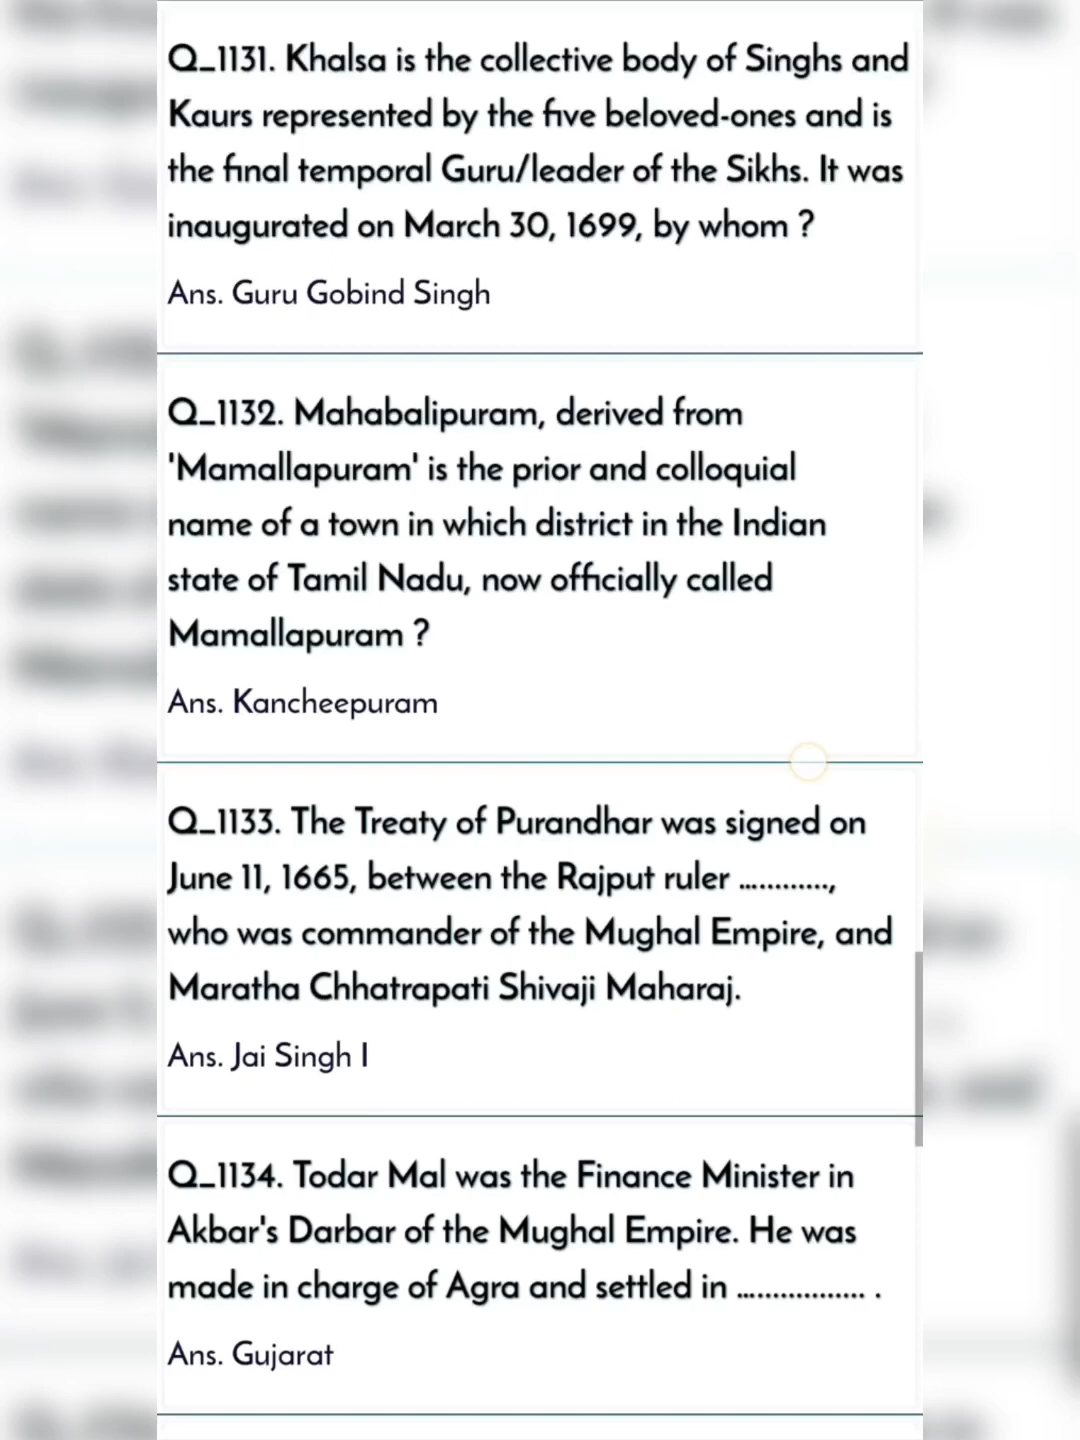 Q_1131. Khalsa is the collective body of Singhs and
Kaurs represented by the five beloved-ones and is
the final temporal Guru/leader of the Sikhs. It was
inaugurated on March 30, 1699, by whom ?
Ans. Guru Gobind Singh
Q_1132. Mahabalipuram, derived from
'Mamallapuram' is the prior and colloquial
name of a town in which district in the Indian
state of Tamil Nadu, now officially called
Mamallapuram ?
Ans. Kancheepuram
Q_1133. The Treaty of Purandhar was signed on
June 11, 1665, between the Rajput ruler ............,
who was commander of the Mughal Empire, and
Maratha Chhatrapati Shivaji Maharaj.
Ans. Jai Singh I
Q_1134. Todar Mal was the Finance Minister in
Akbar's Darbar of the Mughal Empire. He was
made in charge of Agra and settled in ................. .
Ans. Gujarat